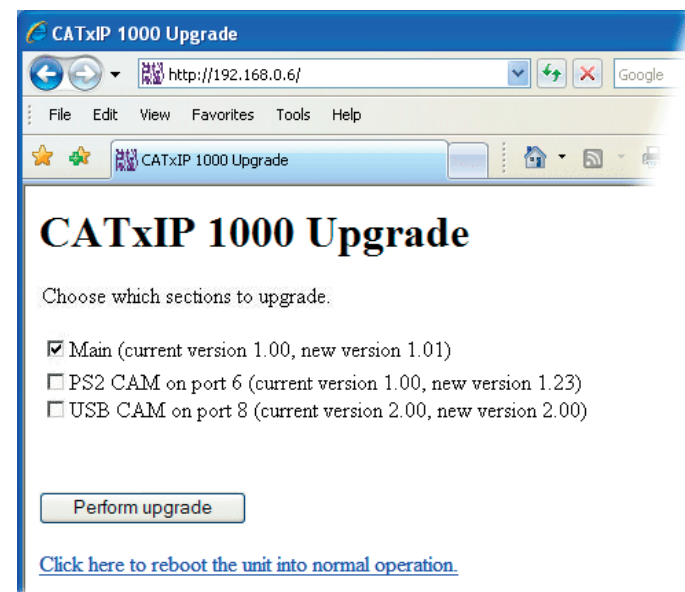 CATxIP 1000 Upgrade
http://192.168.0.6/
Google
File Edit View Favorites Tools Help
CATxIP 1000 Upgrade
CATxIP 1000 Upgrade
Choose which sections to upgrade.
Main (current version 1.00, new version 1.01)
PS2 CAM on port 6 (current version 1.00, new version 1.23)
USB CAM on port 8 (current version 2.00, new version 2.00)
Perform upgrade
Click here to reboot the unit into normal operation.